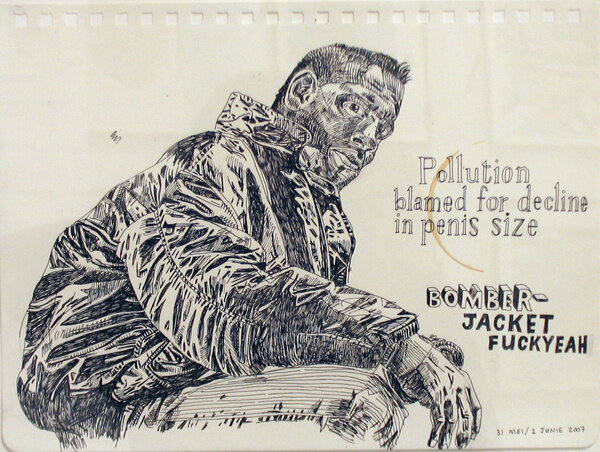 Pollution
blamed for decline
in penis size
BOMBER-
JACKET
FUCKYEAH
31 MEI/1 JUNIE 2007